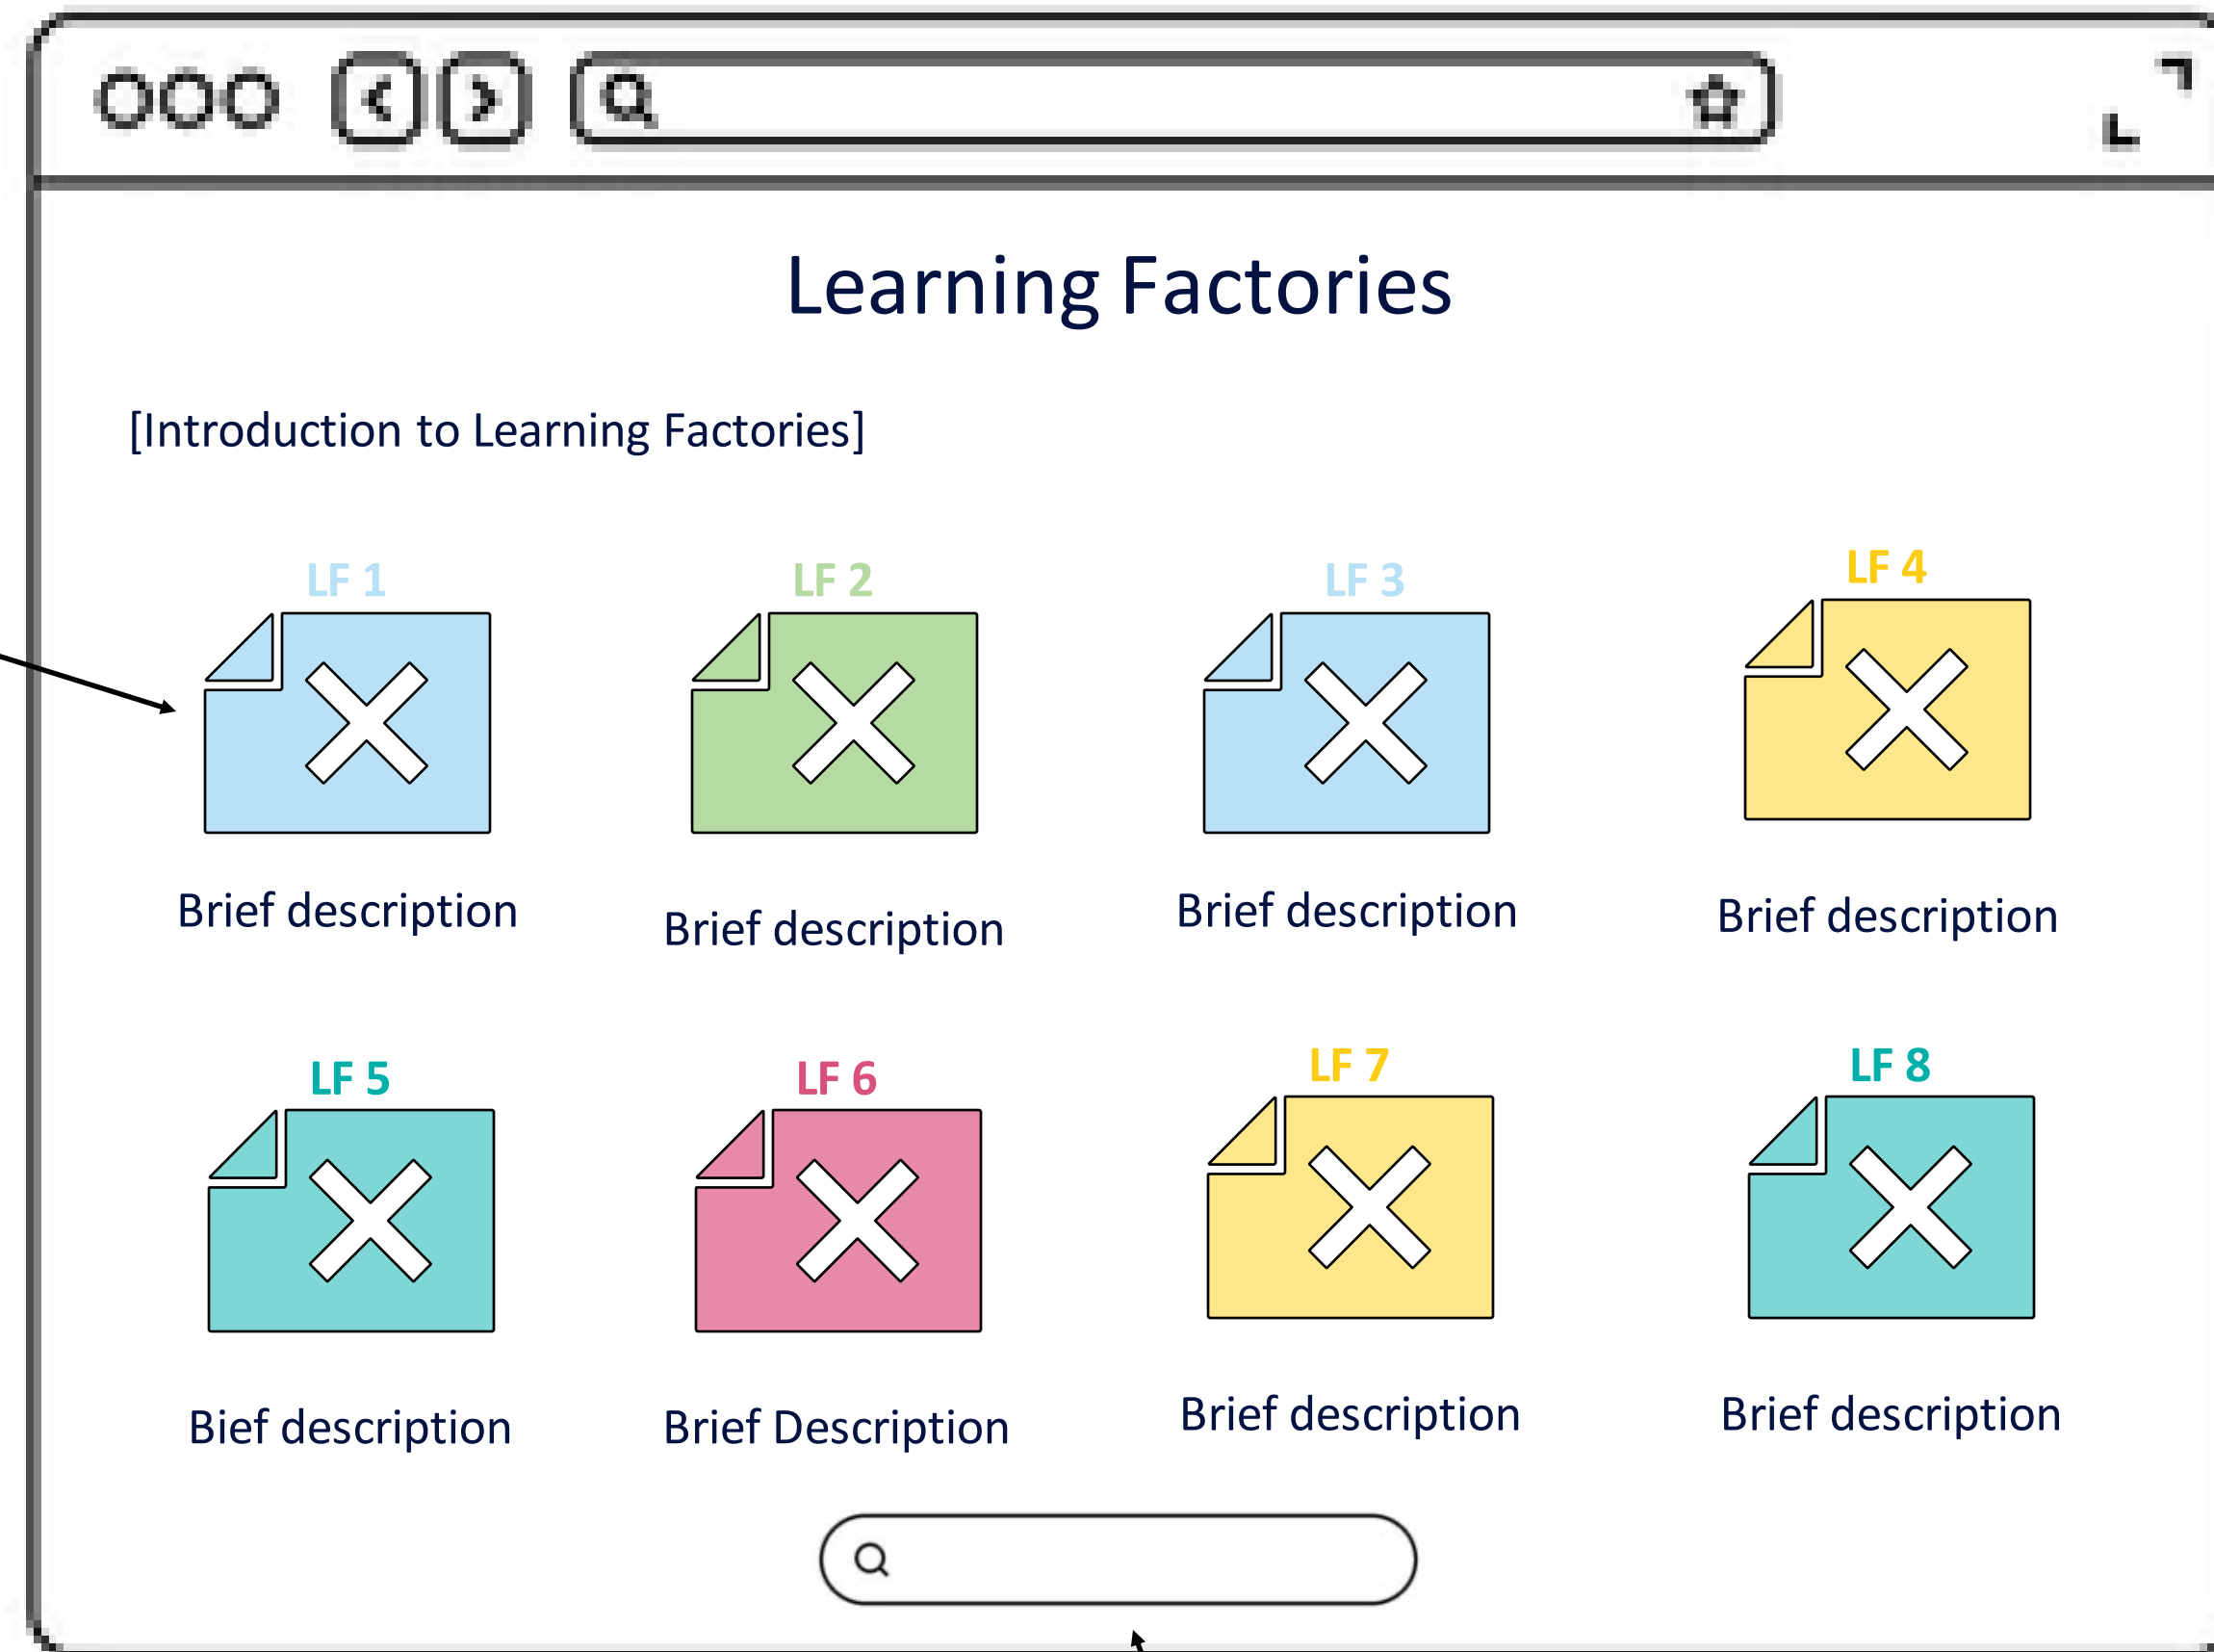 Learning Factories
[Introduction to Learning Factories]
LF 1
LF 2
LF 3
LF 4
Brief description
Brief description
Brief description
Brief description
LF 5
LF 6
LF 7
LF 8
Bief description
Brief Description
Brief description
Brief description